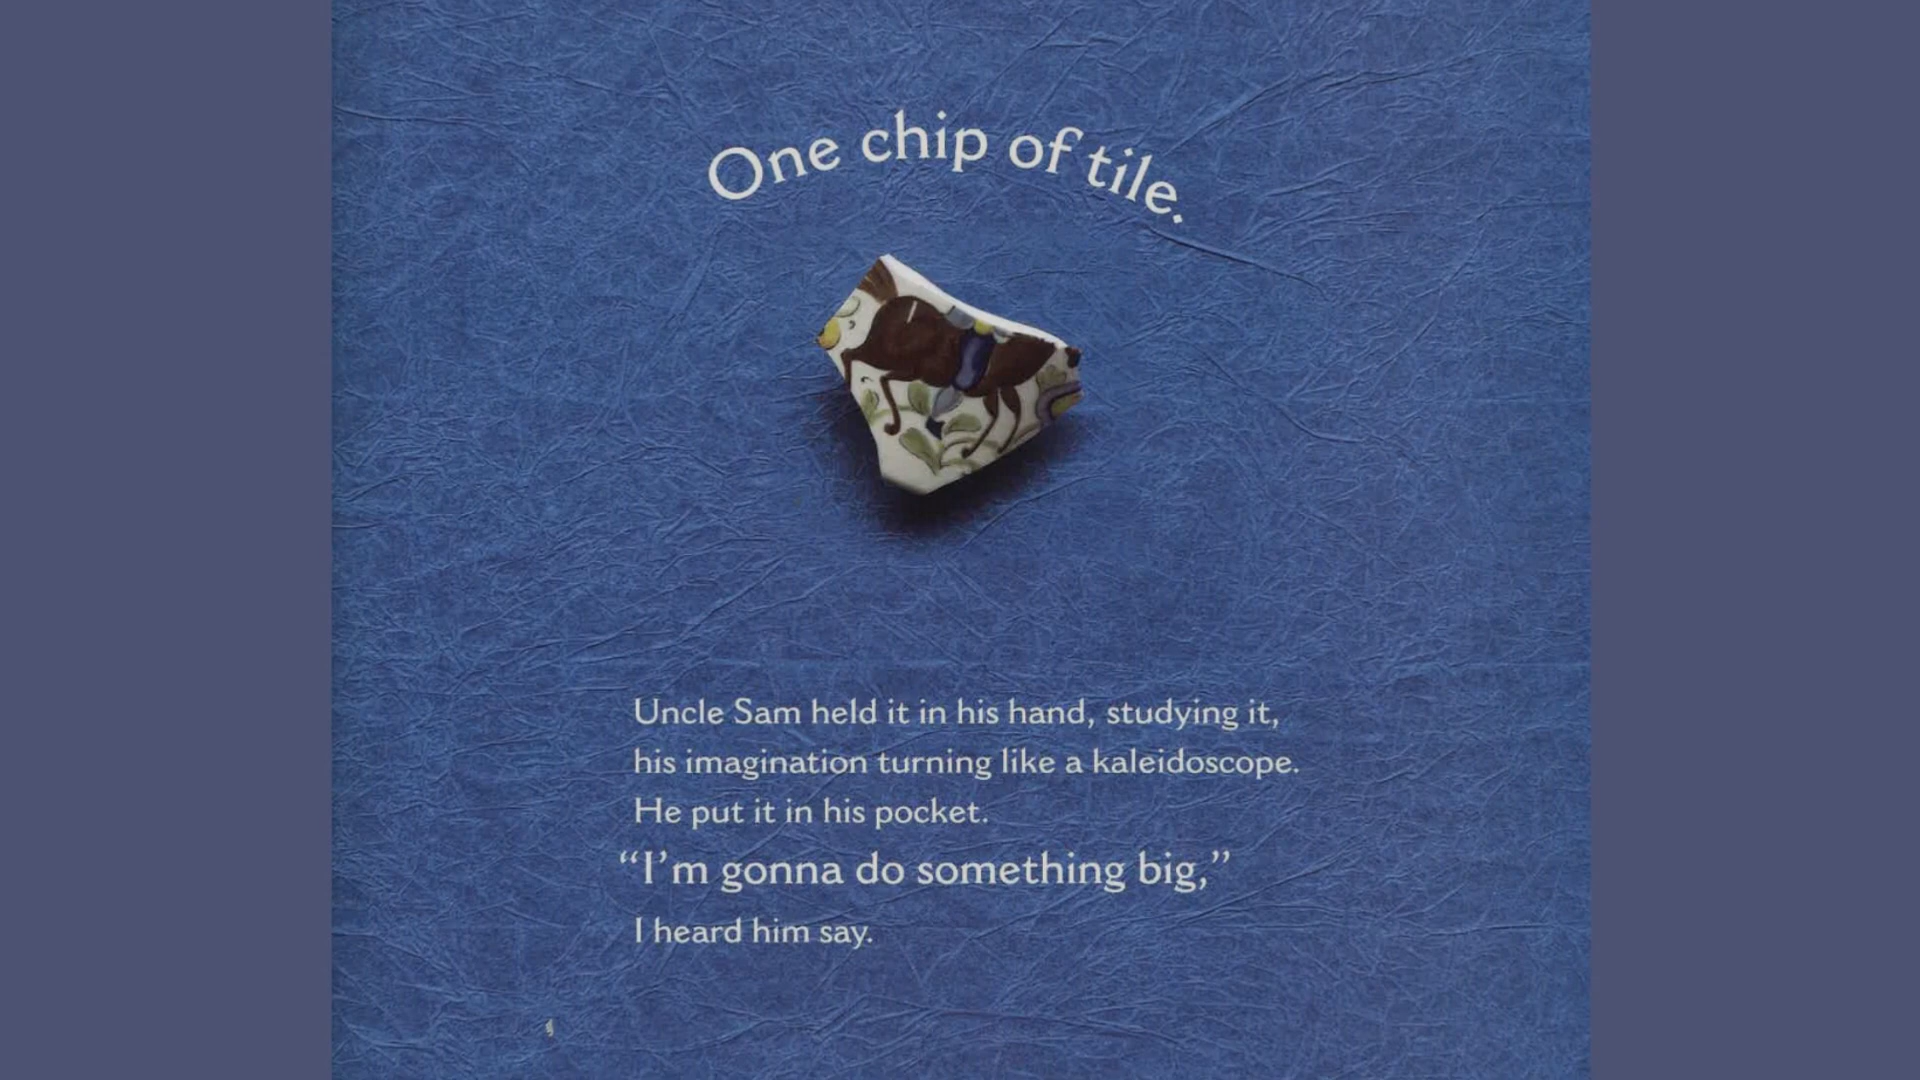 One chip of tile.
Uncle Sam held it in his hand, studying it,
his imagination turning like a kaleidoscope.
He put it in his pocket.
“I’m gonna do something big,”
I heard him say.